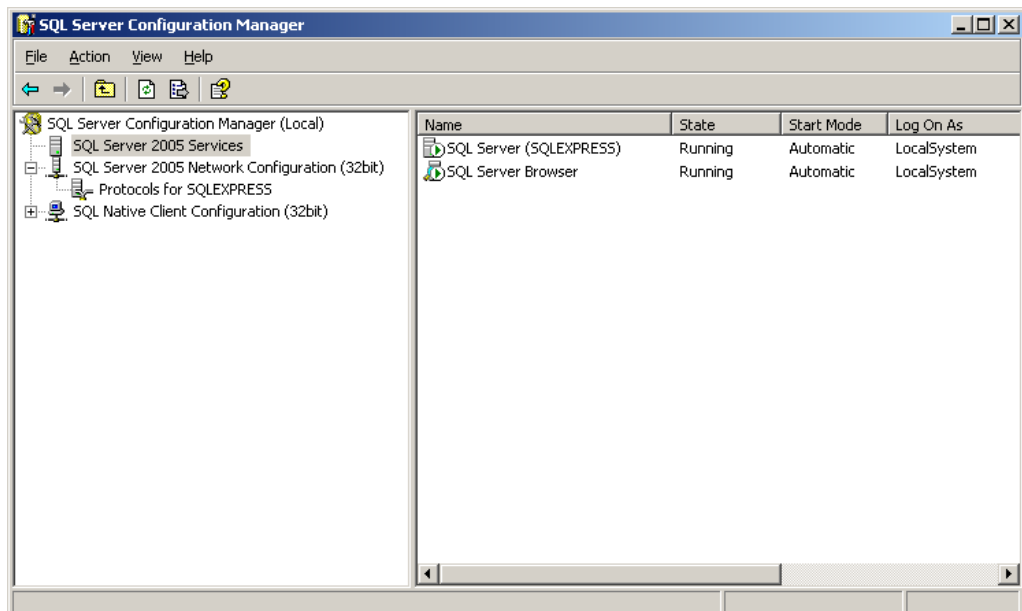 SQL Server Configuration Manager
File Action View Help
SQL Server Configuration Manager (Local)
SQL Server 2005 Services
SQL Server 2005 Network Configuration (32bit)
Protocols for SQLEXPRESS
SQL Native Client Configuration (32bit)
Name State Start Mode Log On As
SQL Server (SQLEXPRESS) Running Automatic LocalSystem
SQL Server Browser Running Automatic LocalSystem